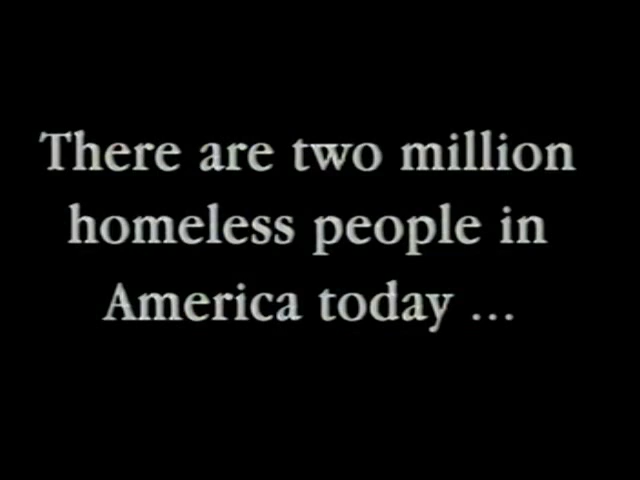 There are two million
homeless people in
America today ...